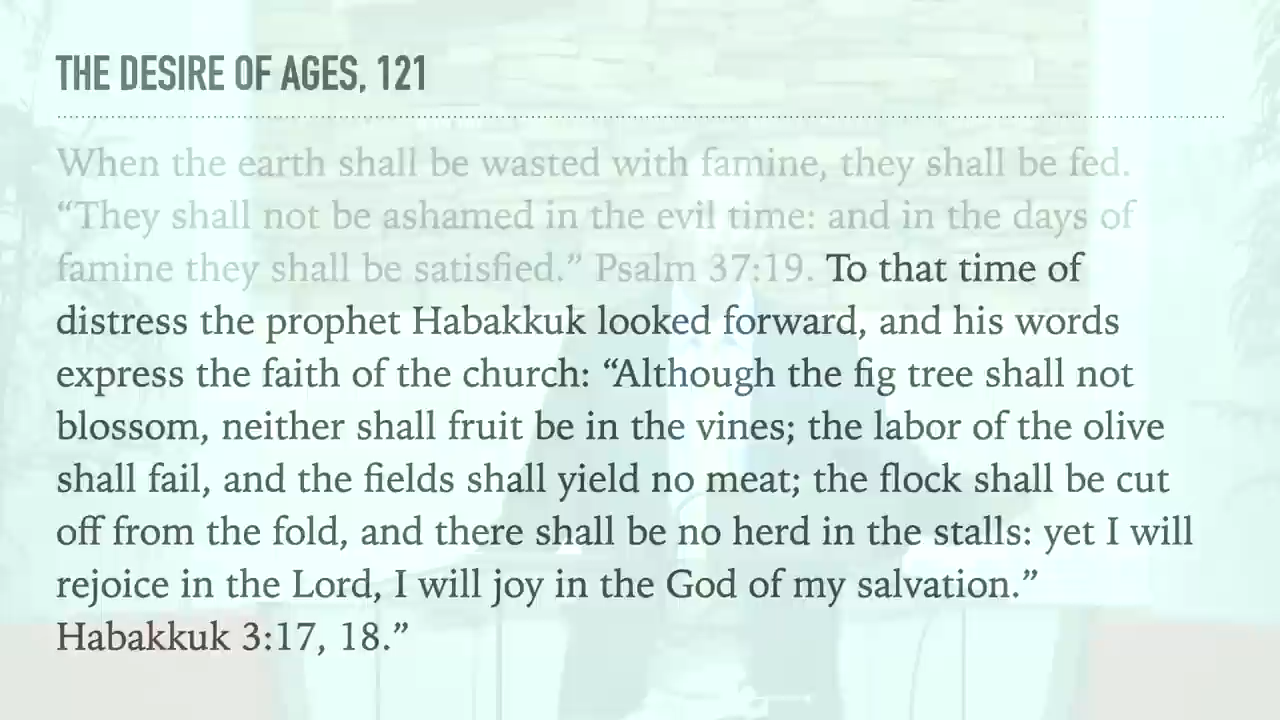 THE DESIRE OF AGES, 121
When the earth shall be wasted with famine, they shall be fed.
“They shall not be ashamed in the evil time: and in the days of
famine they shall be satisfied.” Psalm 37:19. To that time of
distress the prophet Habakkuk looked forward, and his words
express the faith of the church: “Although the fig tree shall not
blossom, neither shall fruit be in the vines; the labor of the olive
shall fail, and the fields shall yield no meat; the flock shall be cut
off from the fold, and there shall be no herd in the stalls: yet I will
rejoice in the Lord, I will joy in the God of my salvation.”
Habakkuk 3:17, 18.”